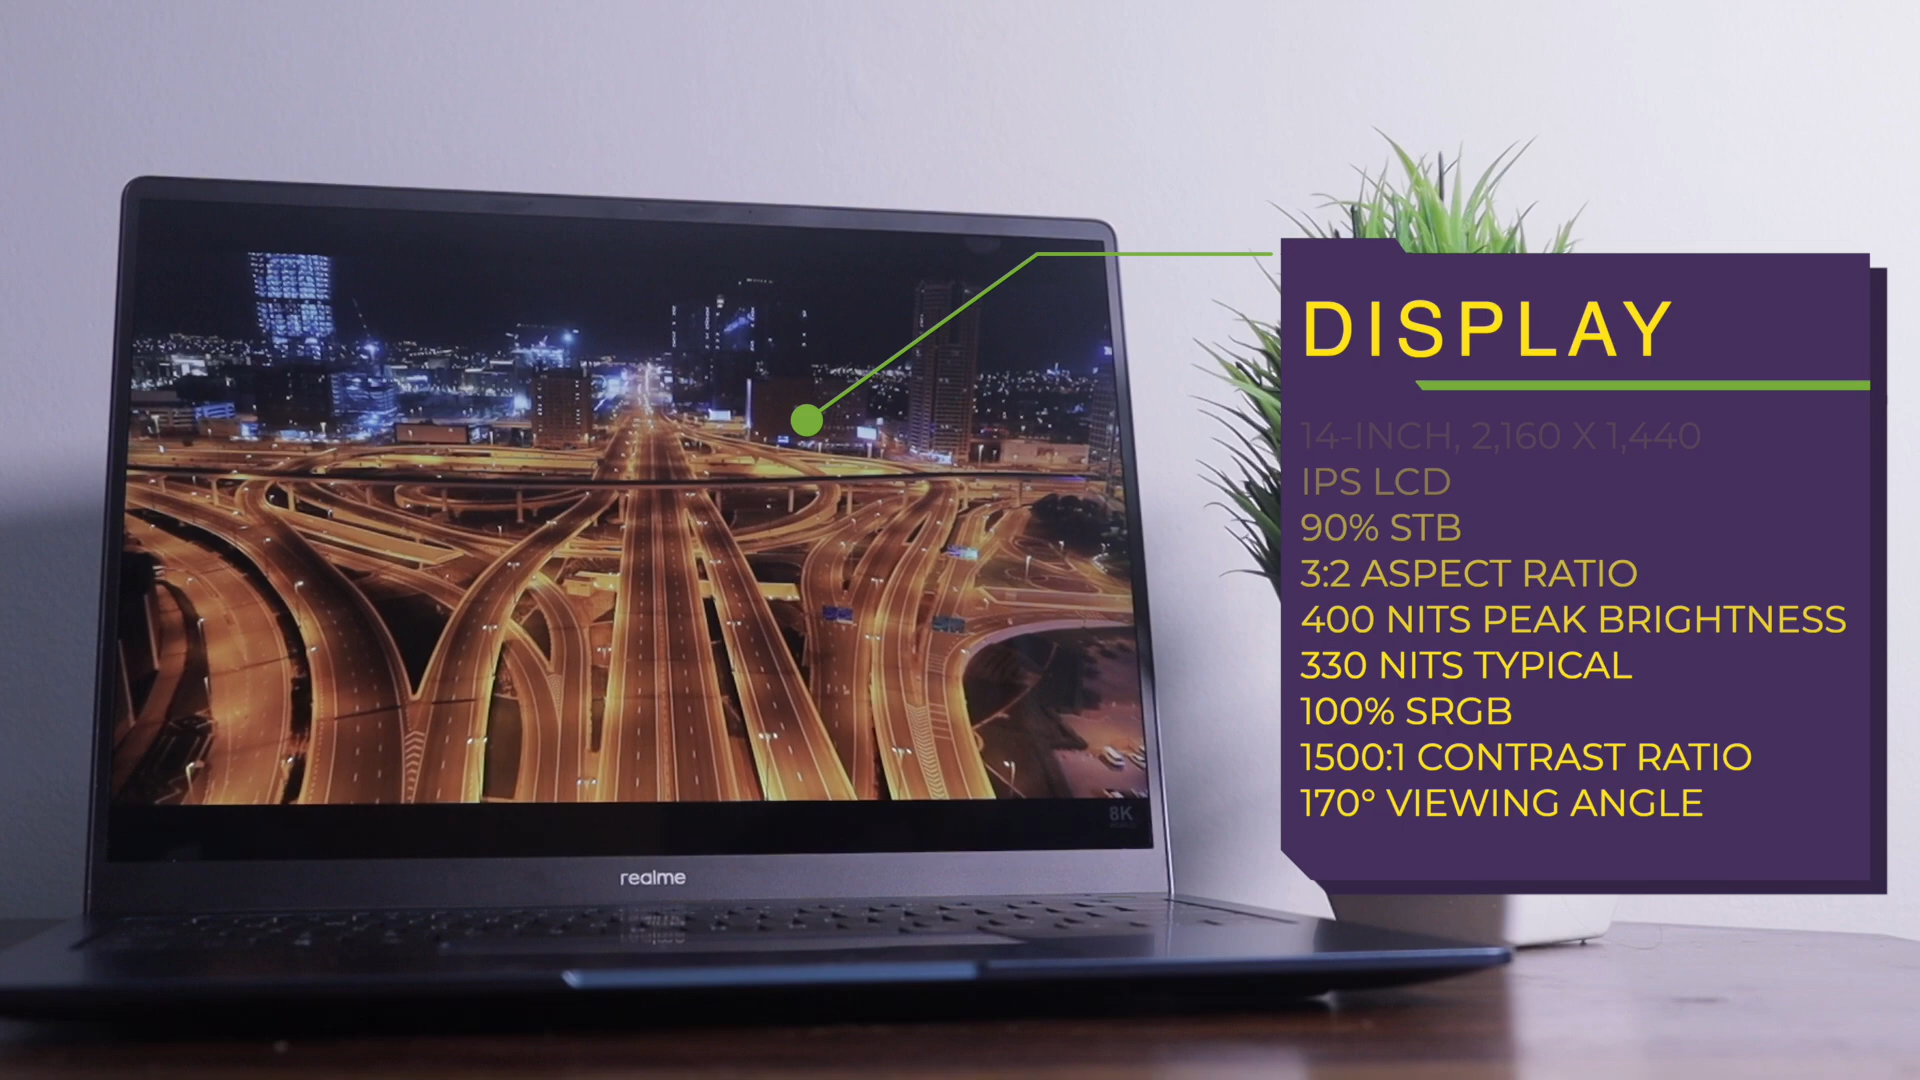 DISPLAY
14-INCH, 2,160 X 1,440
IPS LCD
90% STB
3:2 ASPECT RATIO
400 NITS PEAK BRIGHTNESS
330 NITS TYPICAL
100% SRGB
1500:1 CONTRAST RATIO
170° VIEWING ANGLE
8K
realme